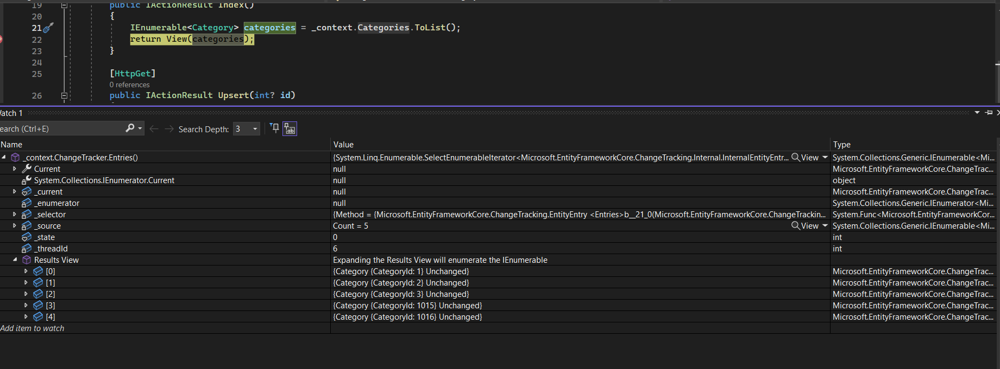 19 public IActionResult Index()
20 {
21 IEnumerable<Category> categories = _context.Categories.ToList();
22 return View(categories);
23 }
24
25 [HttpGet]
0 references
26 public IActionResult Upsert(int? id)
Watch 1
earch (Ctrl+E) Search Depth: 3
Name Value Type
_context.ChangeTracker.Entries() {System.Linq.Enumerable.SelectEnumerableIterator<Microsoft.EntityFrameworkCore.ChangeTracking.Internal.InternalEntityEntr... View System.Collections.Generic.IEnumerable<Mi...
Current null Microsoft.EntityFrameworkCore.ChangeTrac...
System.Collections.IEnumerator.Current null object
_current null Microsoft.EntityFrameworkCore.ChangeTrac...
_enumerator null System.Collections.Generic.IEnumerator<Mi...
_selector {Method = {Microsoft.EntityFrameworkCore.ChangeTracking.EntityEntry <Entries>b__21_0(Microsoft.EntityFrameworkCore.ChangeTrackin... System.Func<Microsoft.EntityFrameworkCor...
_source Count = 5 View System.Collections.Generic.IEnumerable<Mi...
_state 0 int
_threadId 6 int
Results View Expanding the Results View will enumerate the IEnumerable
[0] {Category {CategoryId: 1} Unchanged} Microsoft.EntityFrameworkCore.ChangeTrac...
[1] {Category {CategoryId: 2} Unchanged} Microsoft.EntityFrameworkCore.ChangeTrac...
[2] {Category {CategoryId: 3} Unchanged} Microsoft.EntityFrameworkCore.ChangeTrac...
[3] {Category {CategoryId: 1015} Unchanged} Microsoft.EntityFrameworkCore.ChangeTrac...
[4] {Category {CategoryId: 1016} Unchanged} Microsoft.EntityFrameworkCore.ChangeTrac...
Add item to watch